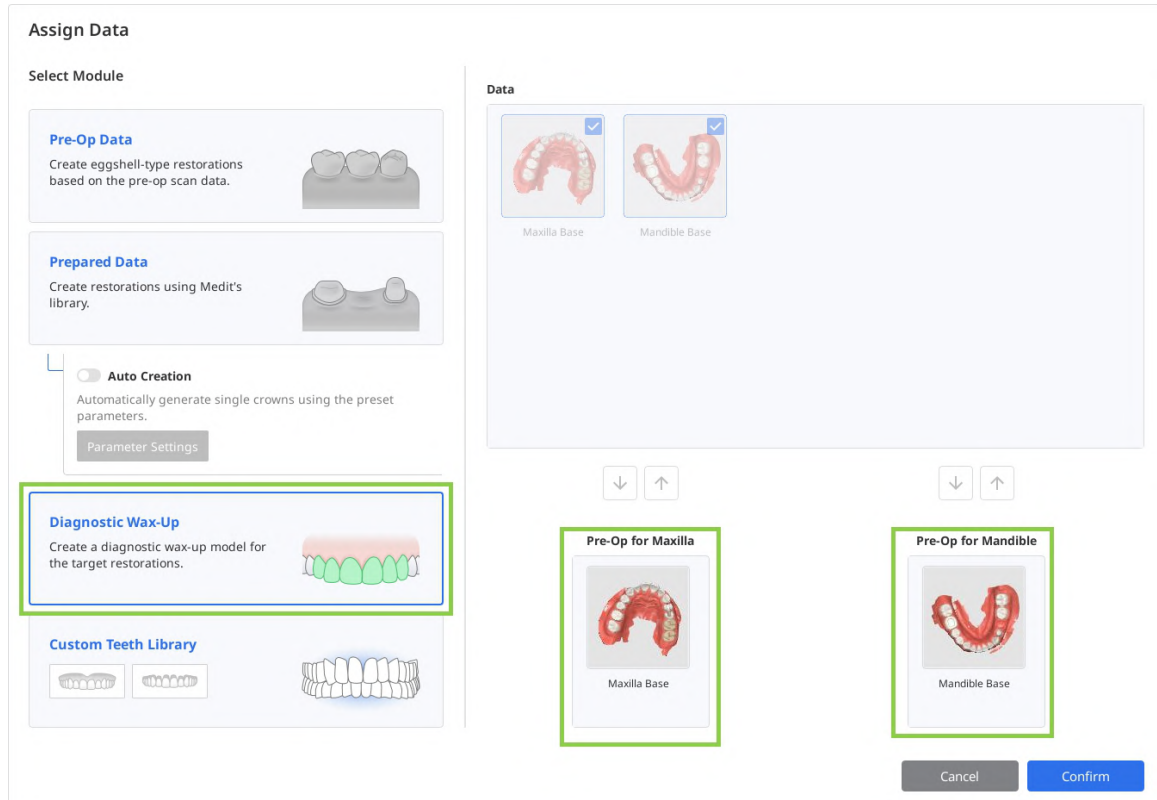 Assign Data
Select Module
Pre-Op Data
Create eggshell-type restorations
based on the pre-op scan data.
Prepared Data
Create restorations using Medit's
library.
Auto Creation
Automatically generate single crowns using the preset
parameters.
Parameter Settings
Diagnostic Wax-Up
Create a diagnostic wax-up model for
the target restorations.
Custom Teeth Library
Data
Maxilla Base
Mandible Base
Pre-Op for Maxilla
Maxilla Base
Pre-Op for Mandible
Mandible Base
Cancel
Confirm